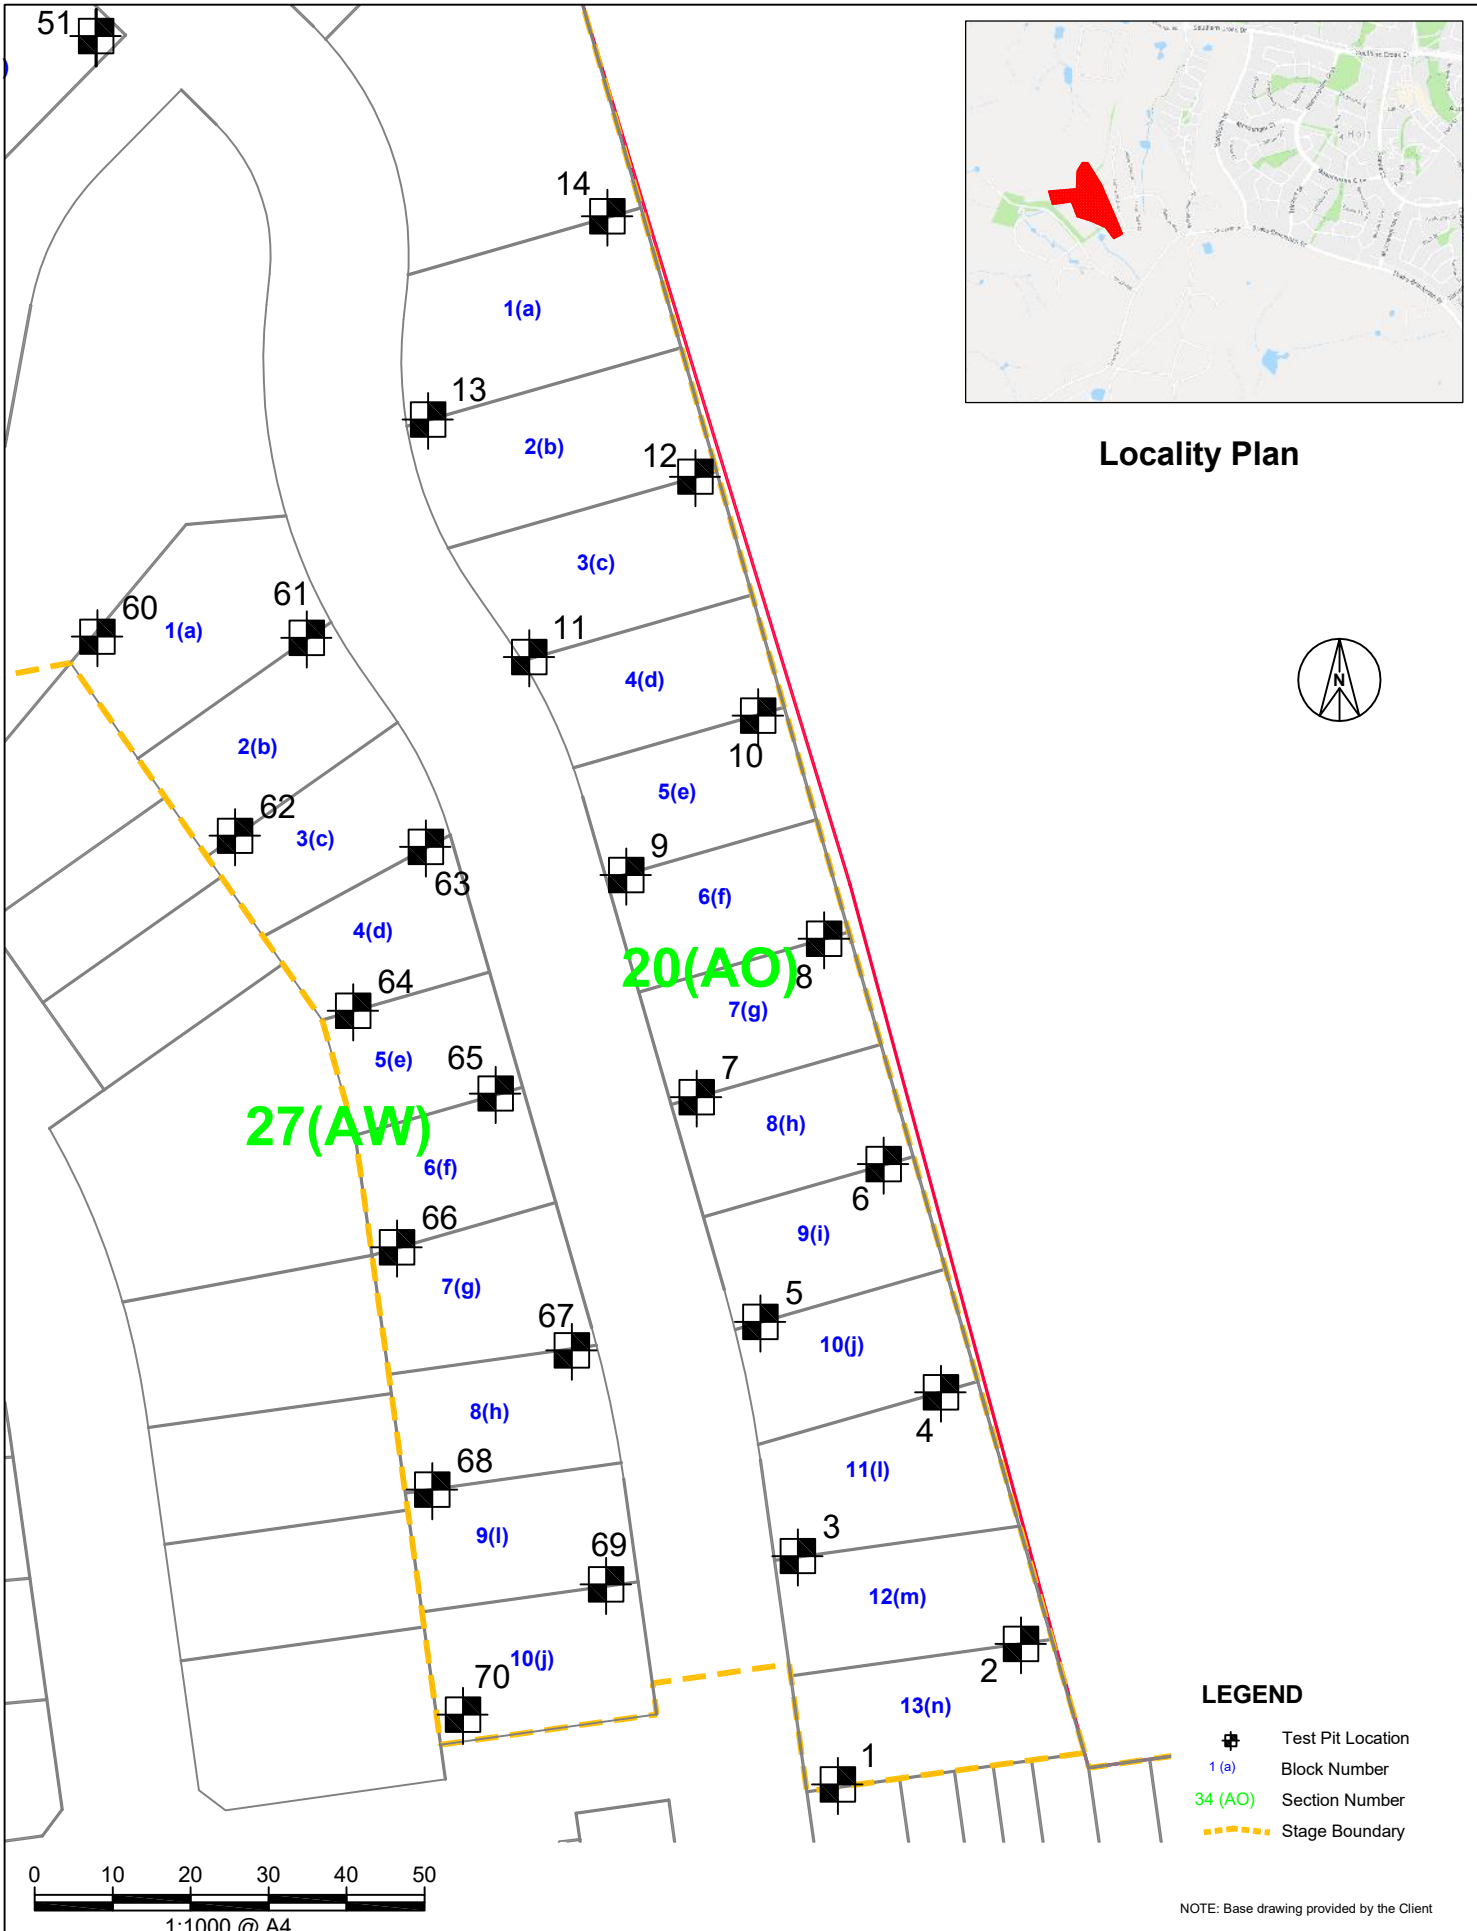 51
14
1(a)
13
2(b)
12
Locality Plan
3(c)
60
61
1(a)
11
N
4(d)
2(b)
10
5(e)
62
3(c)
9
63
6(f)
4(d)
20(AO)
8
64
7(g)
5(e)
65
7
27(AW)
8(h)
6(f)
6
66
9(i)
7(g)
67
5
10(j)
8(h)
4
68
11(l)
9(l)
69
3
12(m)
10(j)
70
2
13(n)
1
LEGEND
Test Pit Location
1 (a) Block Number
34 (AO) Section Number
Stage Boundary
0 10 20 30 40 50
1:1000 @ A4
NOTE: Base drawing provided by the Client